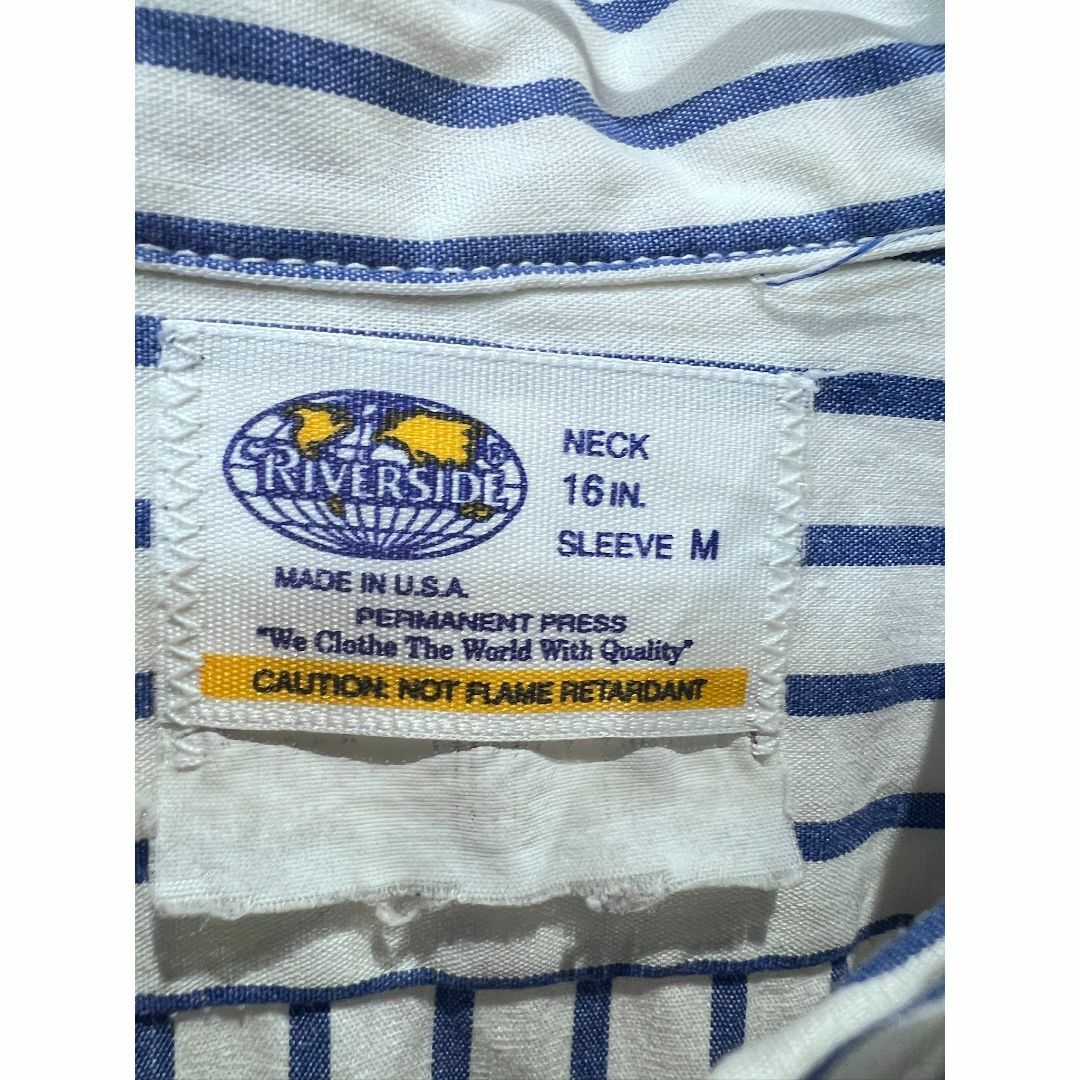 RIVERSIDE®
NECK
16 IN.
SLEEVE M
MADE IN U.S.A.
PERMANENT PRESS
"We Clothe The World With Quality"
CAUTION: NOT FLAME RETARDANT